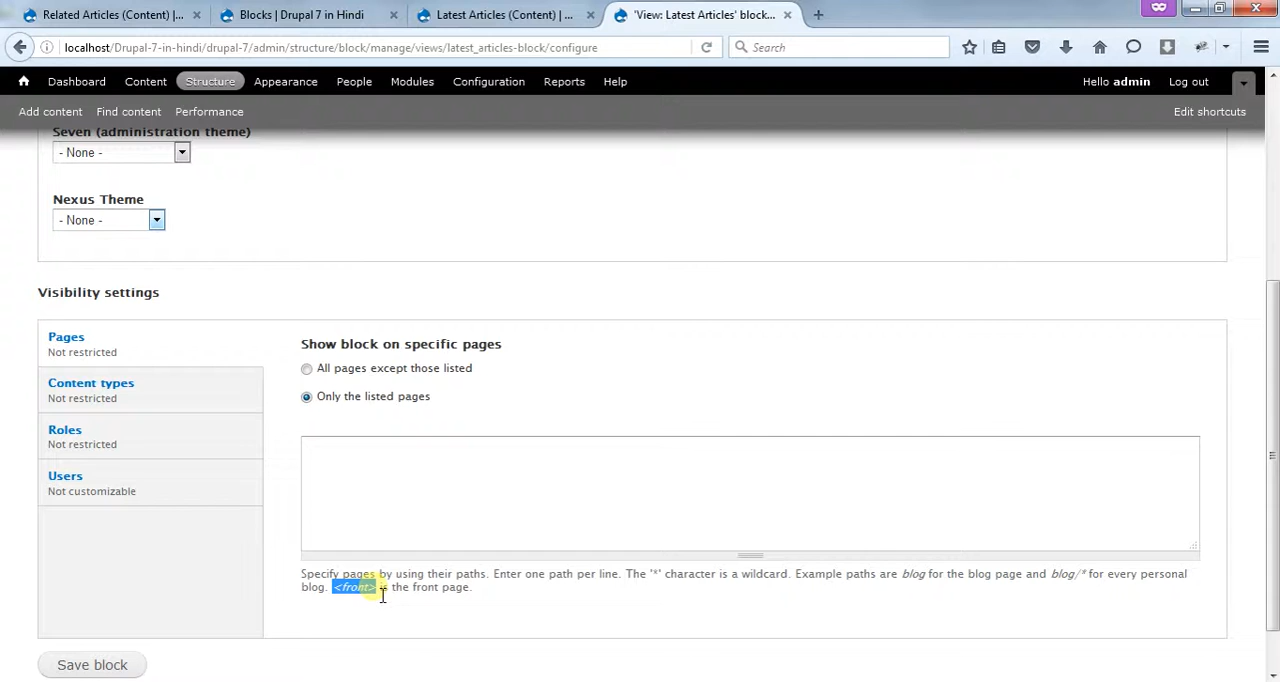 Related Articles (Content) |...
Blocks | Drupal 7 in Hindi
Latest Articles (Content) | ...
'View: Latest Articles' bloc...
localhost/Drupal-7-in-hindi/drupal-7/admin/structure/block/manage/views/latest_articles-block/configure
Search
Dashboard Content Structure Appearance People Modules Configuration Reports Help
Hello admin Log out
Add content Find content Performance
Edit shortcuts
Seven (administration theme)
- None -
Nexus Theme
- None -
Visibility settings
Pages
Not restricted
Content types
Not restricted
Roles
Not restricted
Users
Not customizable
Show block on specific pages
All pages except those listed
Only the listed pages
Specify pages by using their paths. Enter one path per line. The '*' character is a wildcard. Example paths are blog for the blog page and blog/* for every personal
blog. <front> is the front page.
Save block